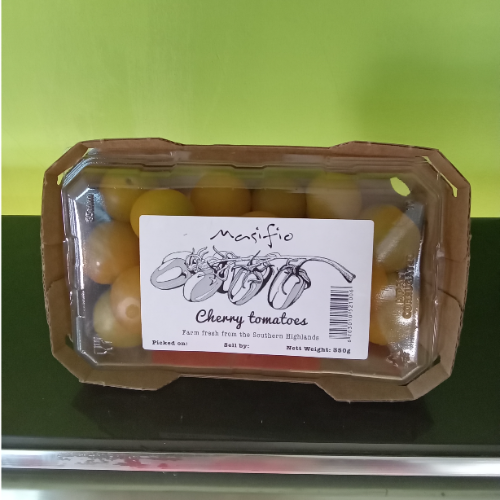 Masifio
Cherry tomatoes
Farm fresh from the Southern Highlands
Picked on: Sell by: Nett Weight: 350g